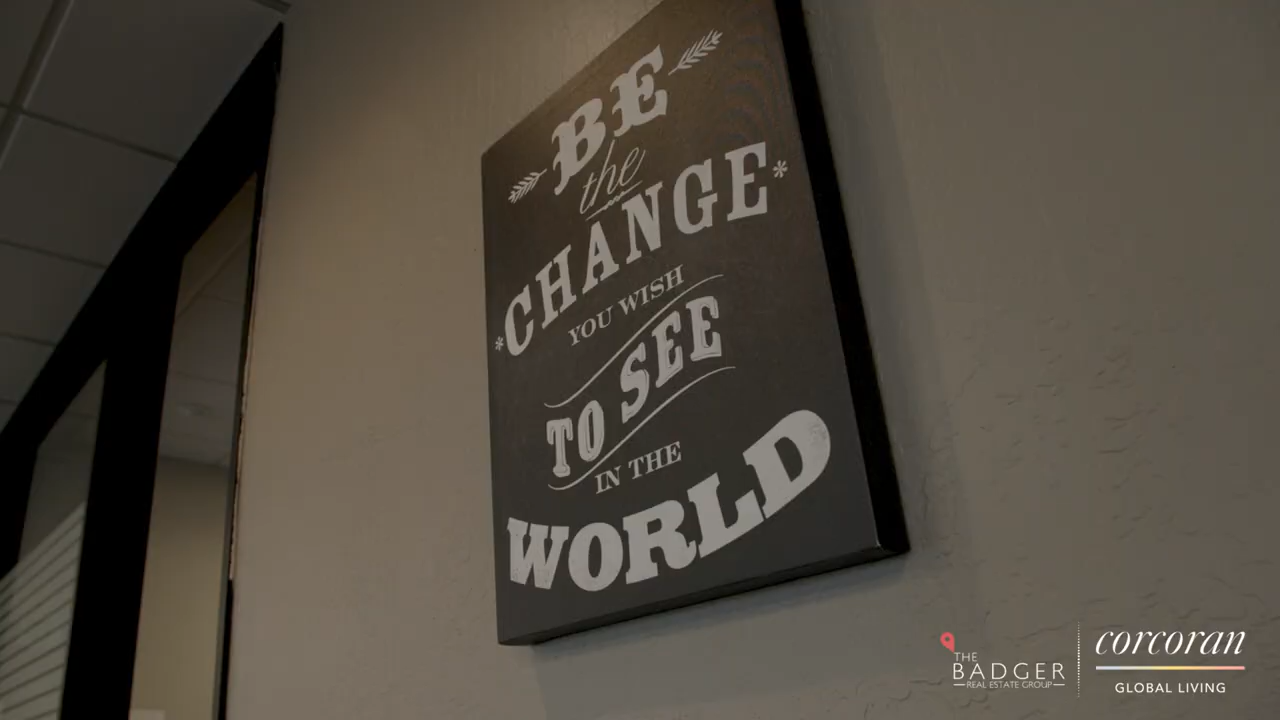 BE
the
*CHANGE*
YOU WISH
TO SEE
IN THE
WORLD
THE
BADGER
REAL ESTATE GROUP
corcoran
GLOBAL LIVING